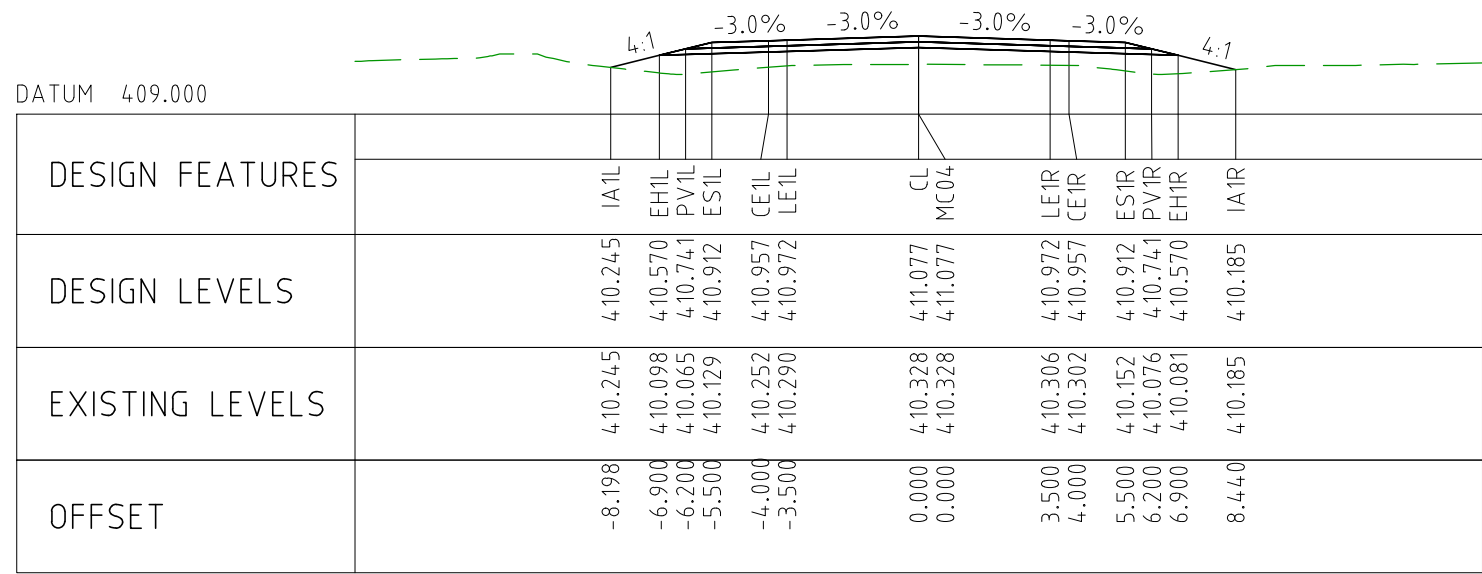 -3.0% -3.0% -3.0% -3.0%
4:1 4:1
DATUM 409.000
DESIGN FEATURES IA1L EH1L PV1L ES1L CE1L LE1L CL MC04 LE1R CE1R ES1R PV1R EH1R IA1R
DESIGN LEVELS 410.245 410.570 410.741 410.912 410.957 410.972 411.077 411.077 410.972 410.957 410.912 410.741 410.570 410.185
EXISTING LEVELS 410.245 410.098 410.065 410.129 410.252 410.290 410.328 410.328 410.306 410.302 410.152 410.076 410.081 410.185
OFFSET -8.198 -6.900 -6.200 -5.500 -4.000 -3.500 0.000 0.000 3.500 4.000 5.500 6.200 6.900 8.440